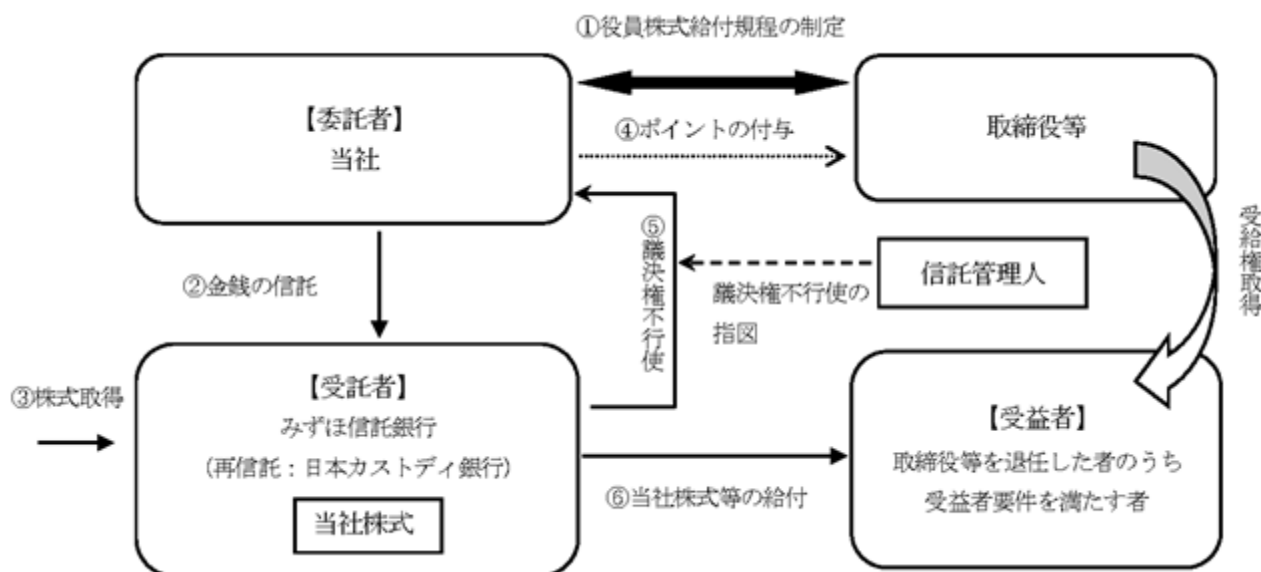 ①役員株式給付規程の制定
【委託者】
当社
④ポイントの付与
取締役等
⑤議決権不行使
受給権取得
②金銭の信託
議決権不行使の
指図
信託管理人
③株式取得
【受託者】
みずほ信託銀行
(再信託：日本カストディ銀行)
当社株式
⑥当社株式等の給付
【受益者】
取締役等を退任した者のうち
受益者要件を満たす者